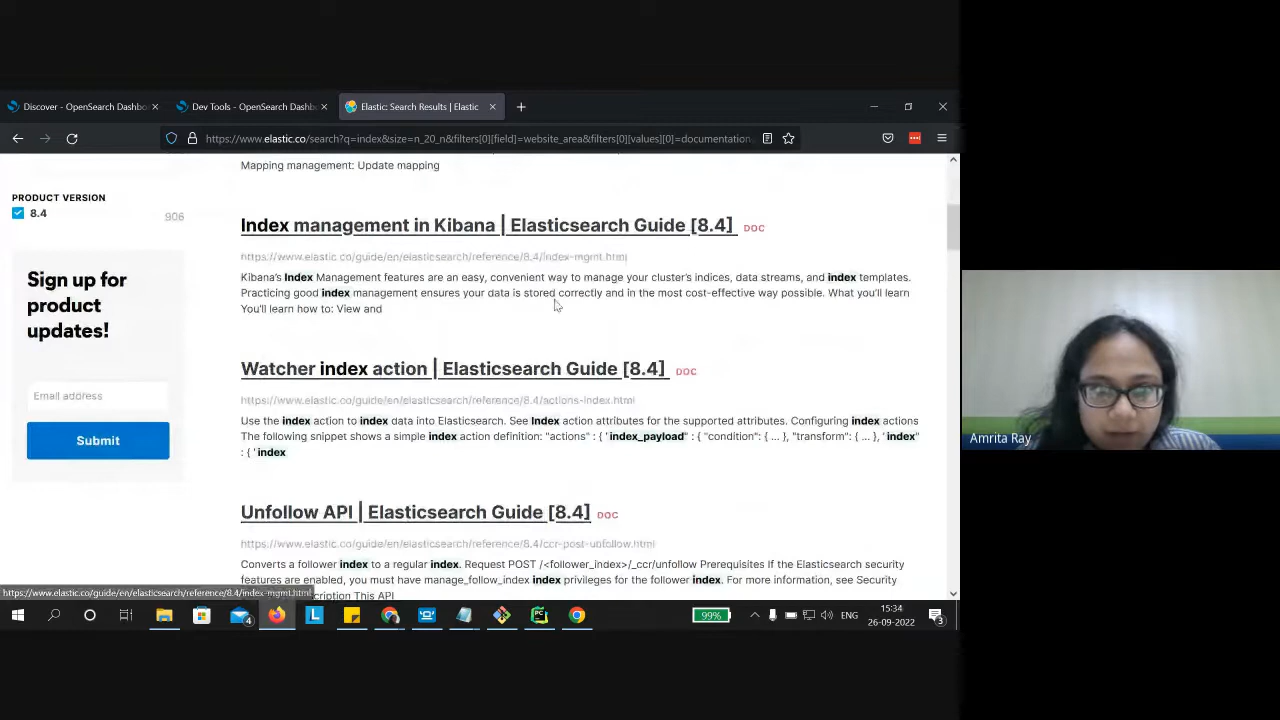 Discover - OpenSearch Dashbo
Dev Tools - OpenSearch Dashb
Elastic: Search Results | Elastic
https://www.elastic.co/search?q=index&size=n_20_n&filters[0][field]=website_area&filters[0][values][0]=documentation
Mapping management: Update mapping
PRODUCT VERSION
8.4
906
Sign up for
product
updates!
Email address
Submit
Index management in Kibana | Elasticsearch Guide [8.4] DOC
https://www.elastic.co/guide/en/elasticsearch/reference/8.4/index-mgmt.html
Kibana's Index Management features are an easy, convenient way to manage your cluster's indices, data streams, and index templates.
Practicing good index management ensures your data is stored correctly and in the most cost-effective way possible. What you'll learn
You'll learn how to: View and
Watcher index action | Elasticsearch Guide [8.4] DOC
https://www.elastic.co/guide/en/elasticsearch/reference/8.4/actions-index.html
Use the index action to index data into Elasticsearch. See Index action attributes for the supported attributes. Configuring index actions
The following snippet shows a simple index action definition: "actions" : { 'index_payload" : { "condition": { ... }, "transform": { ... }, 'index"
: { 'index
Unfollow API | Elasticsearch Guide [8.4] DOC
https://www.elastic.co/guide/en/elasticsearch/reference/8.4/ccr-post-unfollow.html
Converts a follower index to a regular index. Request POST /<follower_index>/_ccr/unfollow Prerequisites If the Elasticsearch security
features are enabled, you must have manage_follow_index index privileges for the follower index. For more information, see Security
scription This API
https://www.elastic.co/guide/en/elasticsearch/reference/8.4/index-mgmt.html
4
99%
ENG
15:34
26-09-2022
3
Amrita Ray